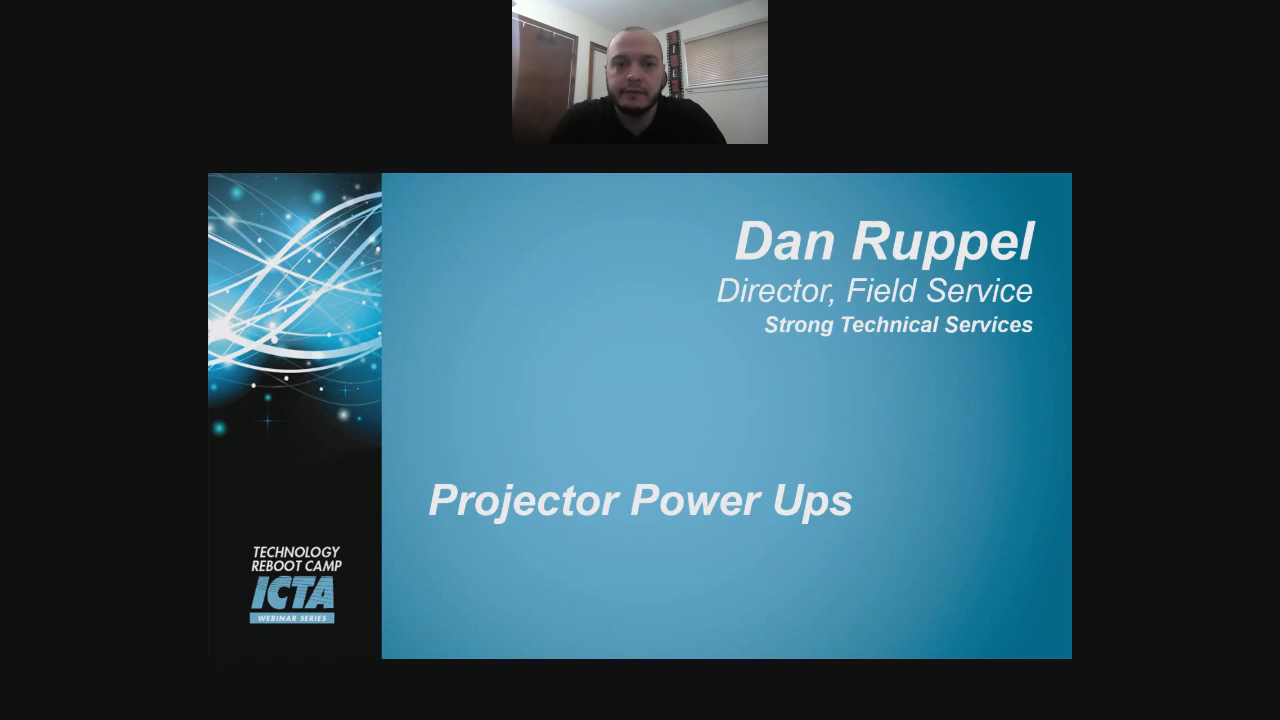 Dan Ruppel
Director, Field Service
Strong Technical Services
Projector Power Ups
TECHNOLOGY
REBOOT CAMP
ICTA
WEBINAR SERIES